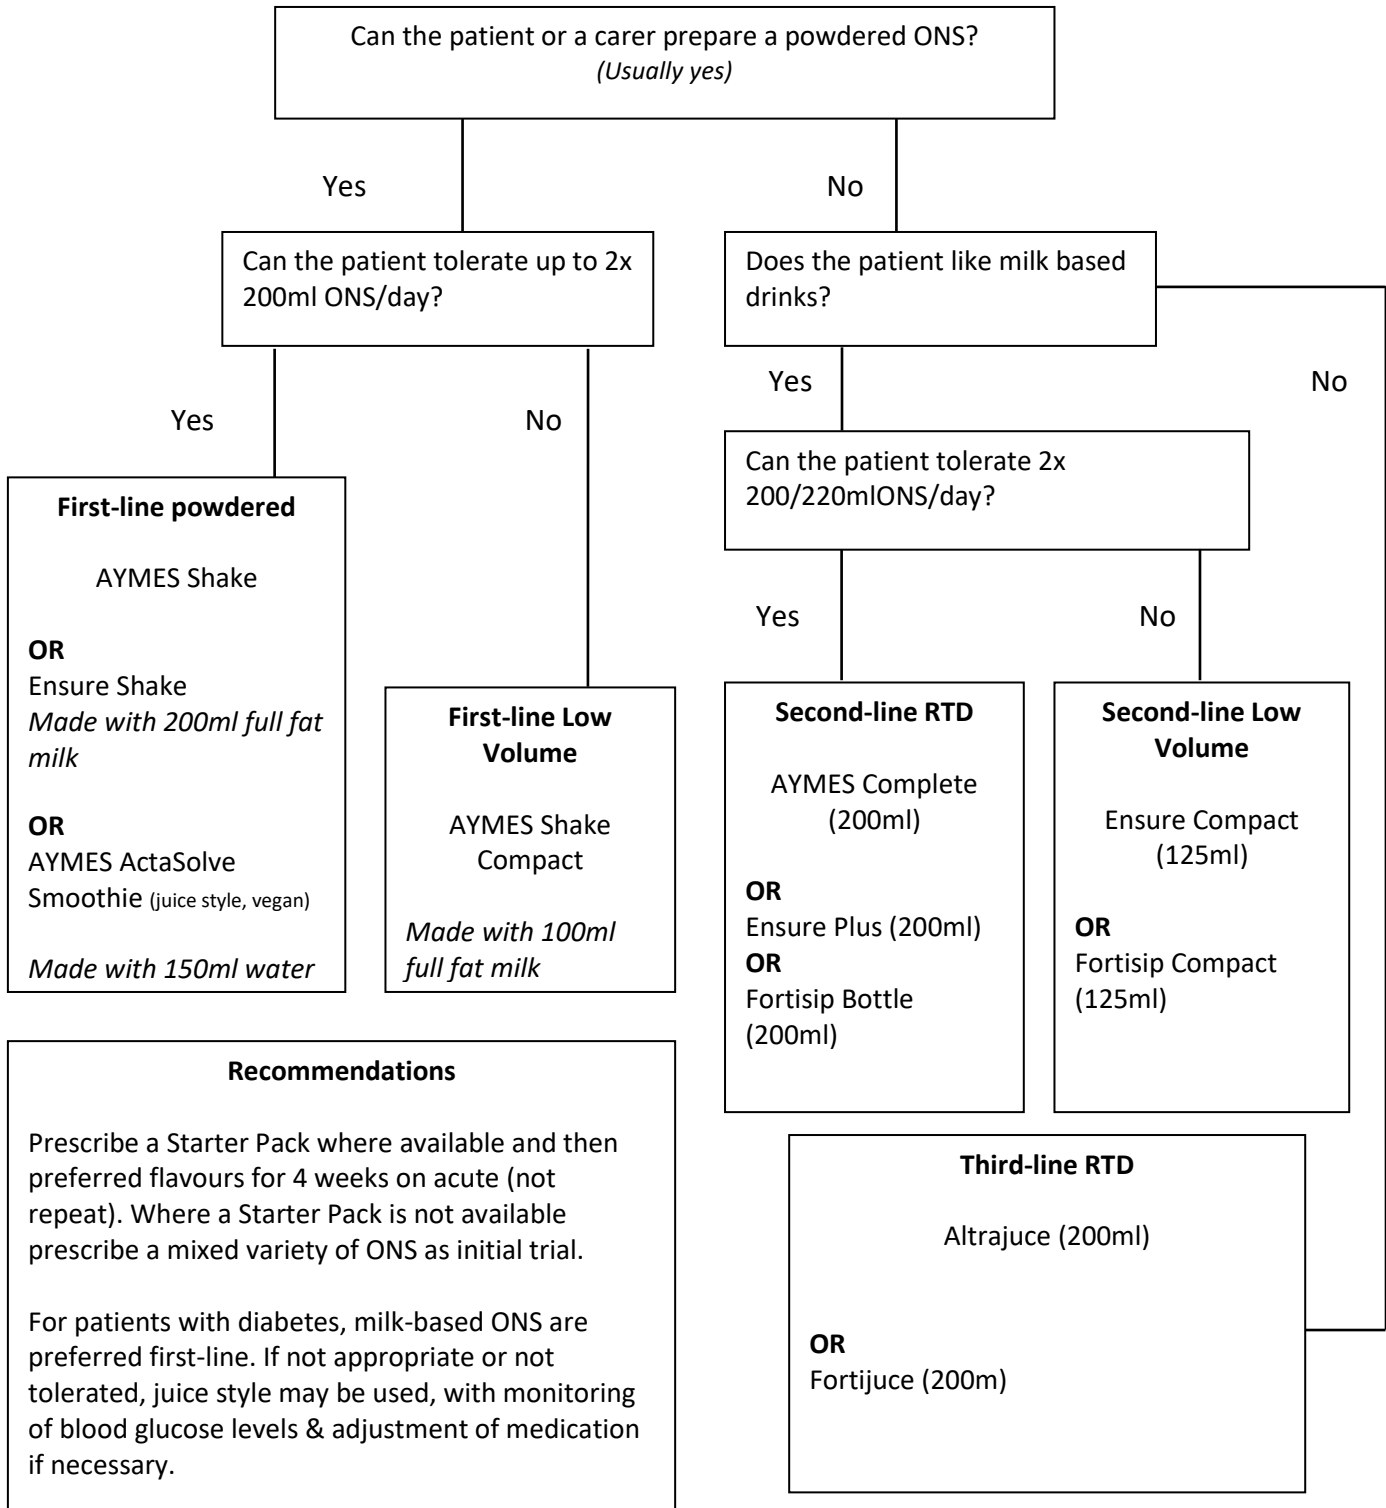 Can the patient or a carer prepare a powdered ONS?
(Usually yes)
Yes
No
Can the patient tolerate up to 2x
200ml ONS/day?
Does the patient like milk based
drinks?
Yes
No
Yes
No
Can the patient tolerate 2x
200/220mlONS/day?
Yes
No
First-line powdered
AYMES Shake
OR
Ensure Shake
Made with 200ml full fat
milk
OR
AYMES ActaSolve
Smoothie (juice style, vegan)
Made with 150ml water
First-line Low
Volume
AYMES Shake
Compact
Made with 100ml
full fat milk
Second-line RTD
AYMES Complete
(200ml)
OR
Ensure Plus (200ml)
OR
Fortisip Bottle
(200ml)
Second-line Low
Volume
Ensure Compact
(125ml)
OR
Fortisip Compact
(125ml)
Recommendations
Prescribe a Starter Pack where available and then
preferred flavours for 4 weeks on acute (not
repeat). Where a Starter Pack is not available
prescribe a mixed variety of ONS as initial trial.
For patients with diabetes, milk-based ONS are
preferred first-line. If not appropriate or not
tolerated, juice style may be used, with monitoring
of blood glucose levels & adjustment of medication
if necessary.
Third-line RTD
Altrajuce (200ml)
OR
Fortijuce (200m)